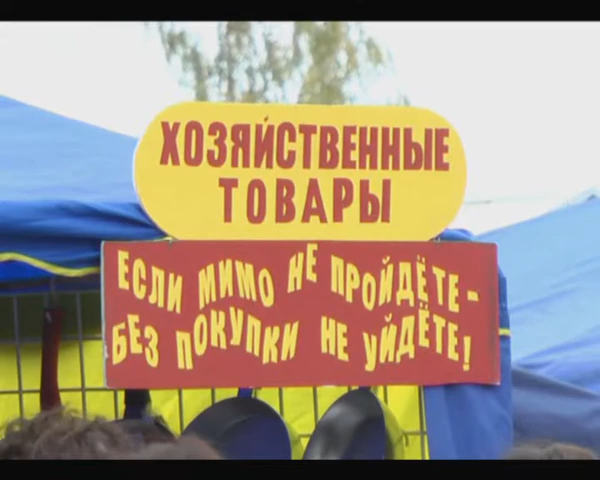 ХОЗЯЙСТВЕННЫЕ
ТОВАРЫ
ЕСЛИ МИМО НЕ ПРОЙДЁТЕ -
БЕЗ ПОКУПКИ НЕ УЙДЁТЕ!